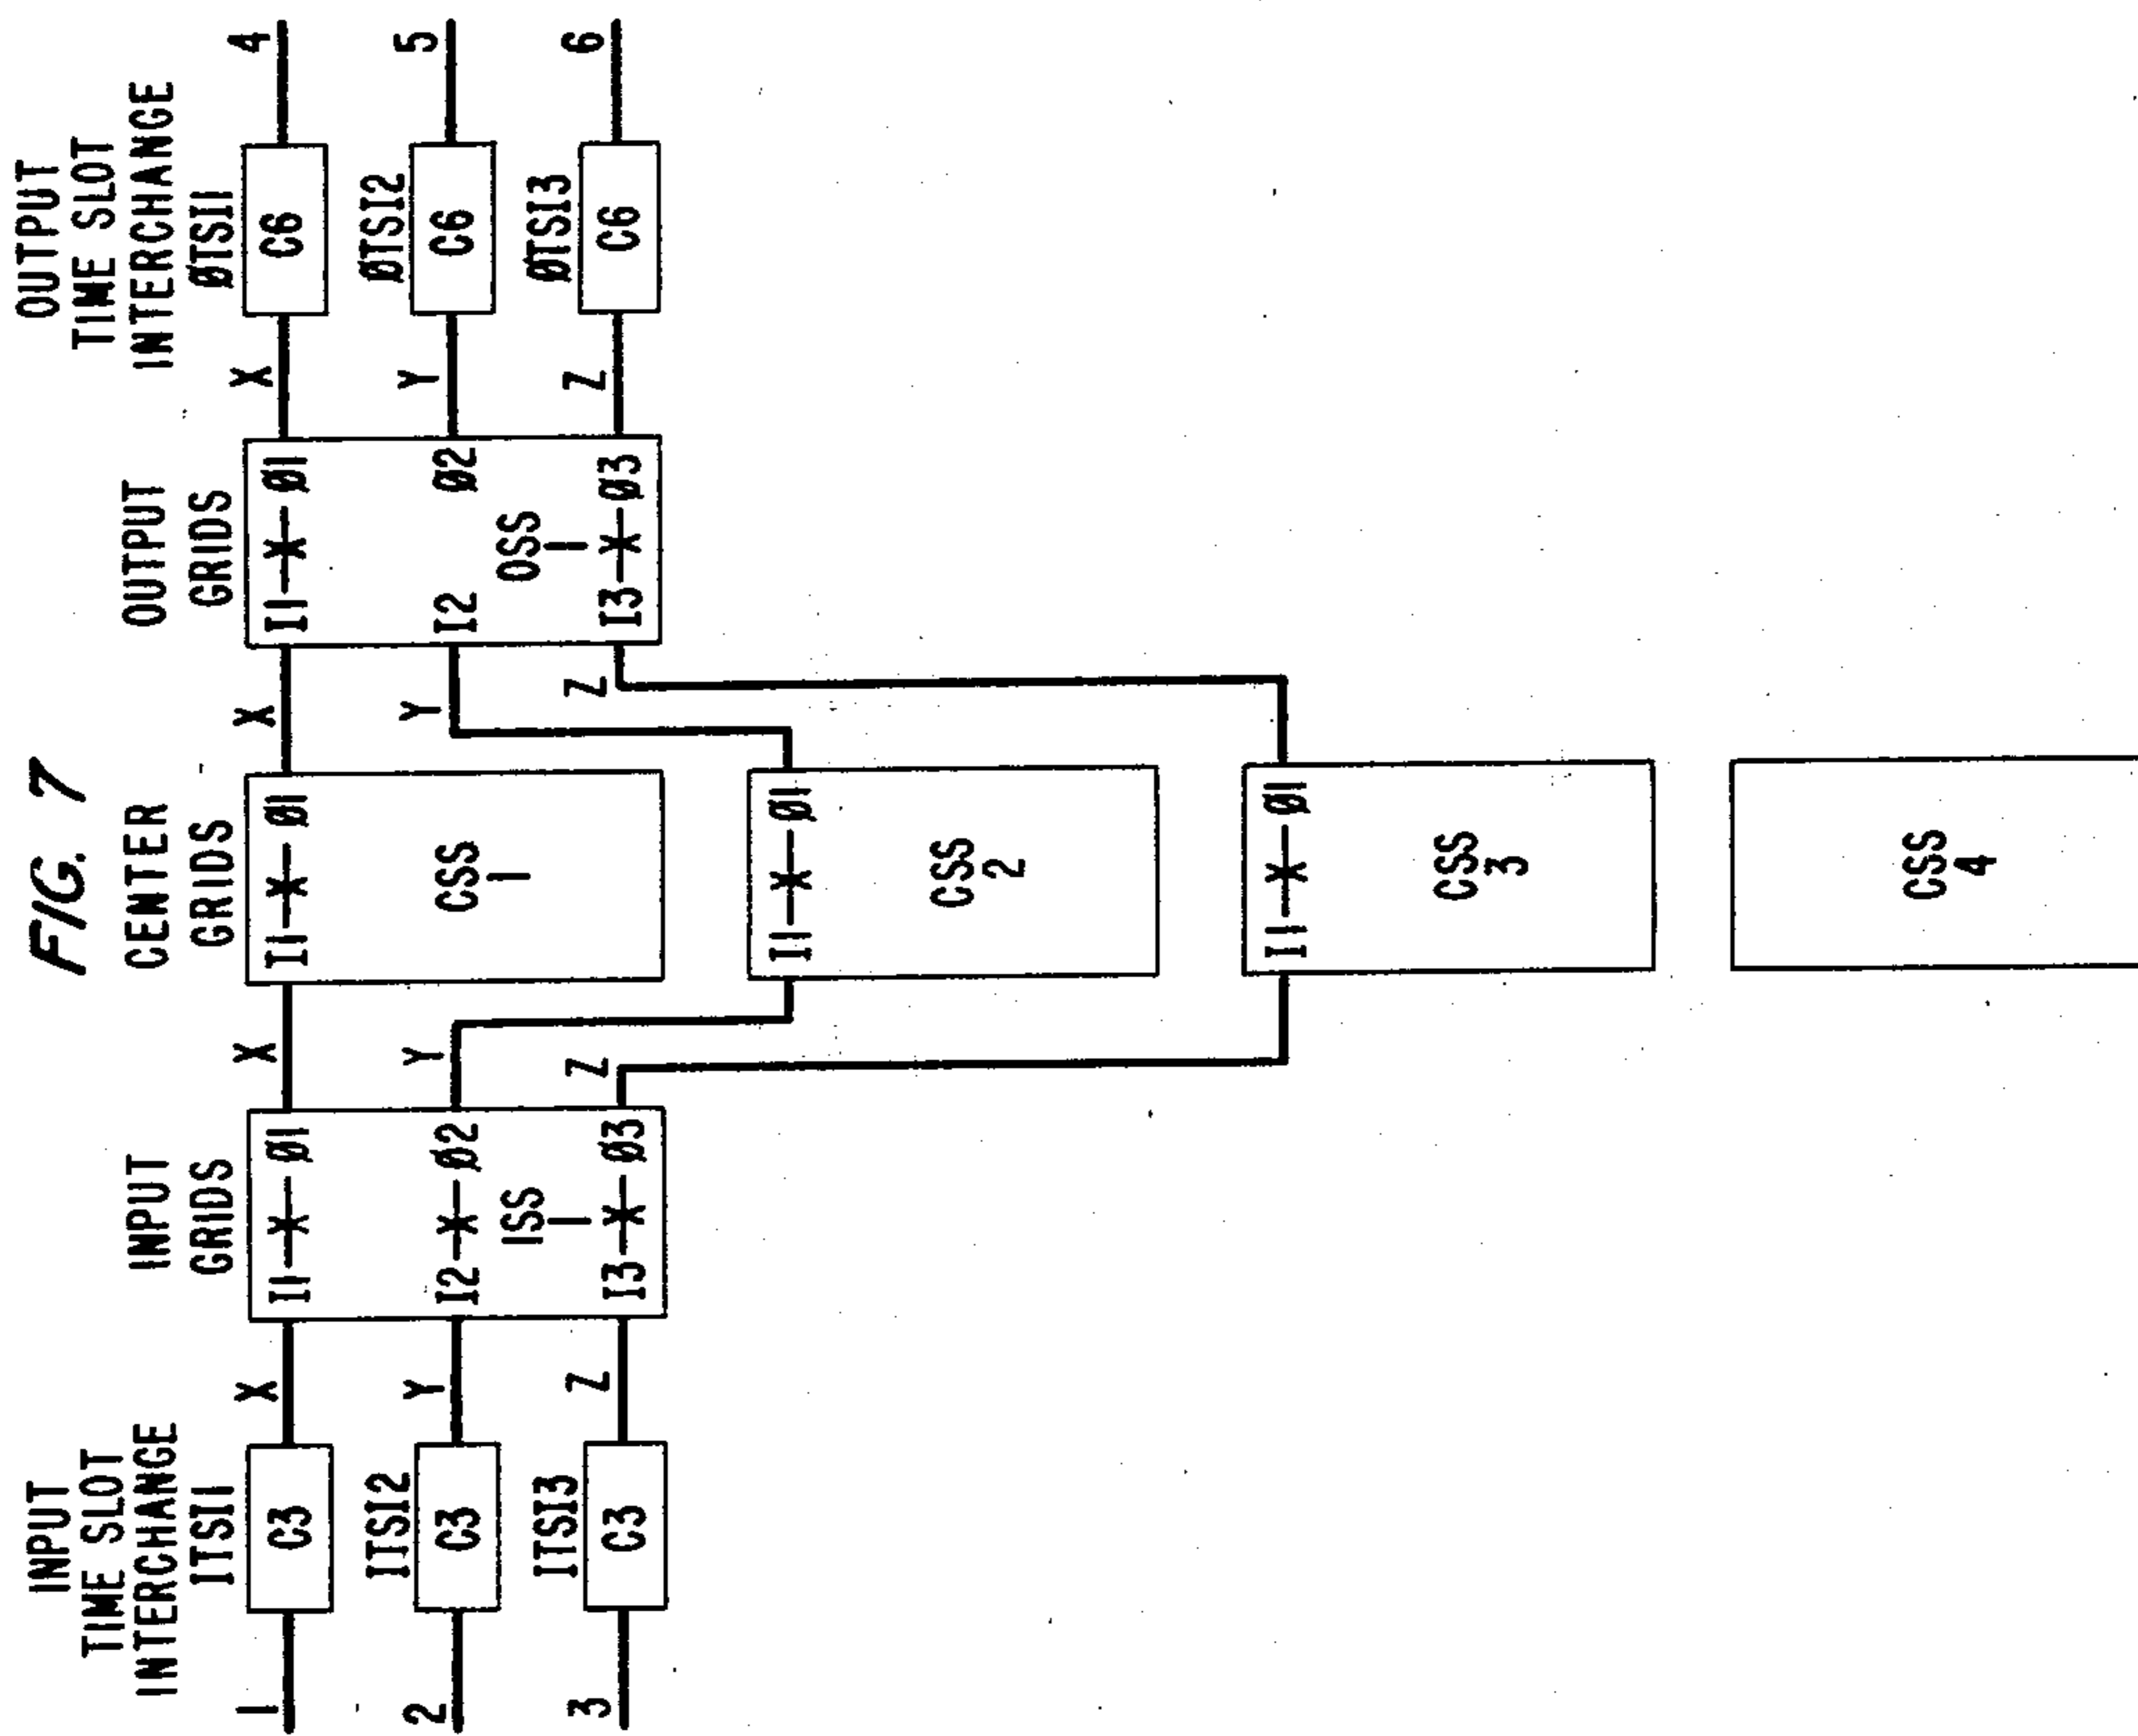 FIG. 7
INPUT
TIME SLOT
INTERCHANGE
INPUT
GRIDS
CENTER
GRIDS
OUTPUT
GRIDS
OUTPUT
TIME SLOT
INTERCHANGE
ITSI1
1
C3
X
I1 Ø1
X
I1 Ø1
X
I1 Ø1
X
ØTSI1
C6
4
ITSI2
2
C3
Y
I2 Ø2
Y
I2 Ø2
Y
ØTSI2
C6
5
ISS
1
CSS
1
OSS
1
ITSI3
3
C3
Z
I3 Ø3
Z
Z
I3 Ø3
Z
ØTSI3
C6
6
I1 Ø1
CSS
2
I1 Ø1
CSS
3
CSS
4